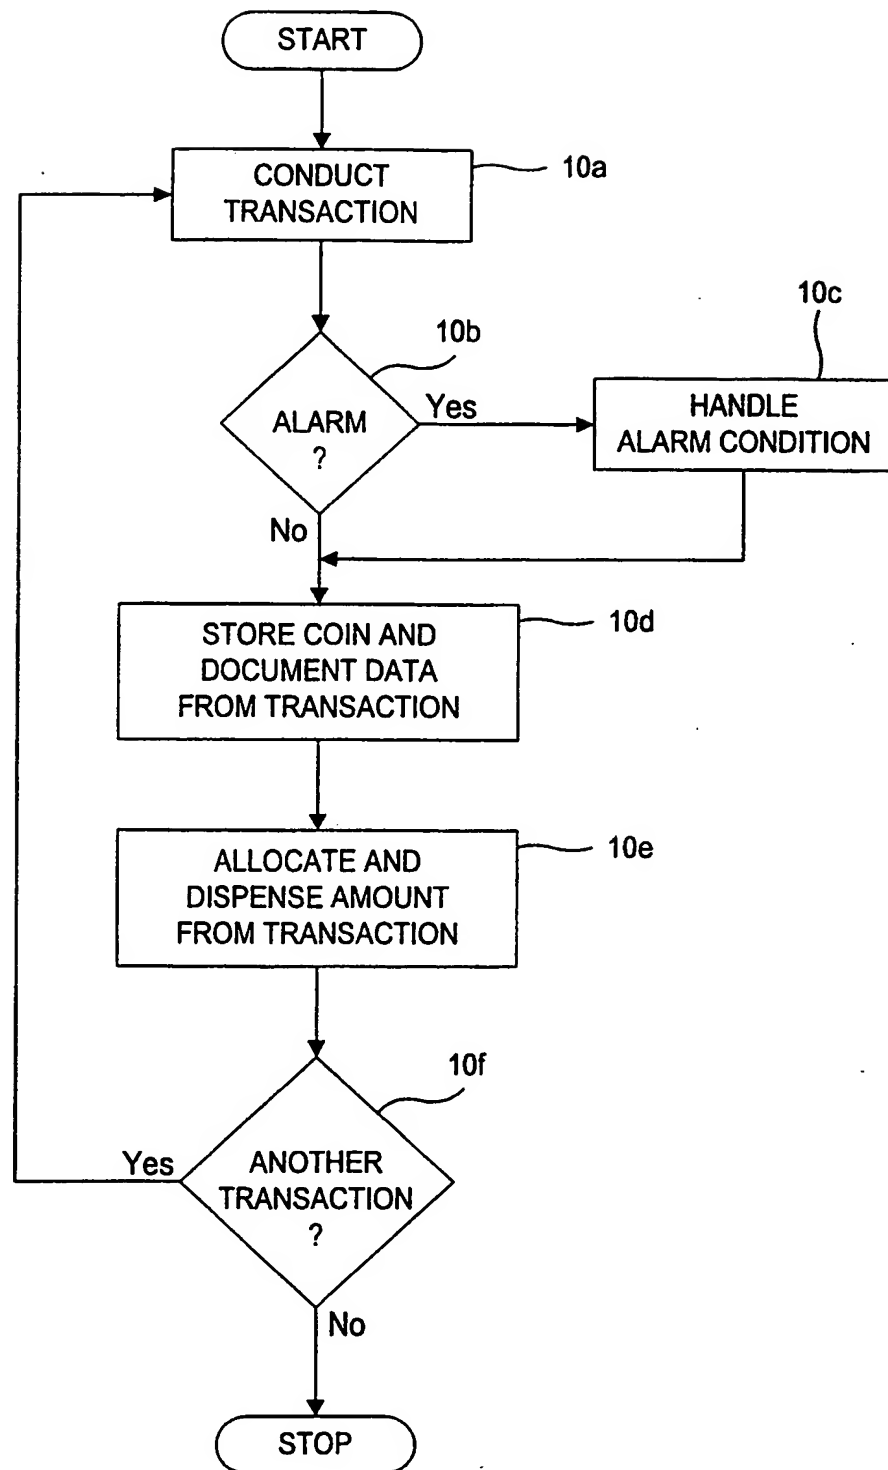 START
CONDUCT
TRANSACTION
10a
10b
ALARM
?
Yes
No
10c
HANDLE
ALARM CONDITION
STORE COIN AND
DOCUMENT DATA
FROM TRANSACTION
10d
ALLOCATE AND
DISPENSE AMOUNT
FROM TRANSACTION
10e
10f
ANOTHER
TRANSACTION
?
Yes
No
STOP